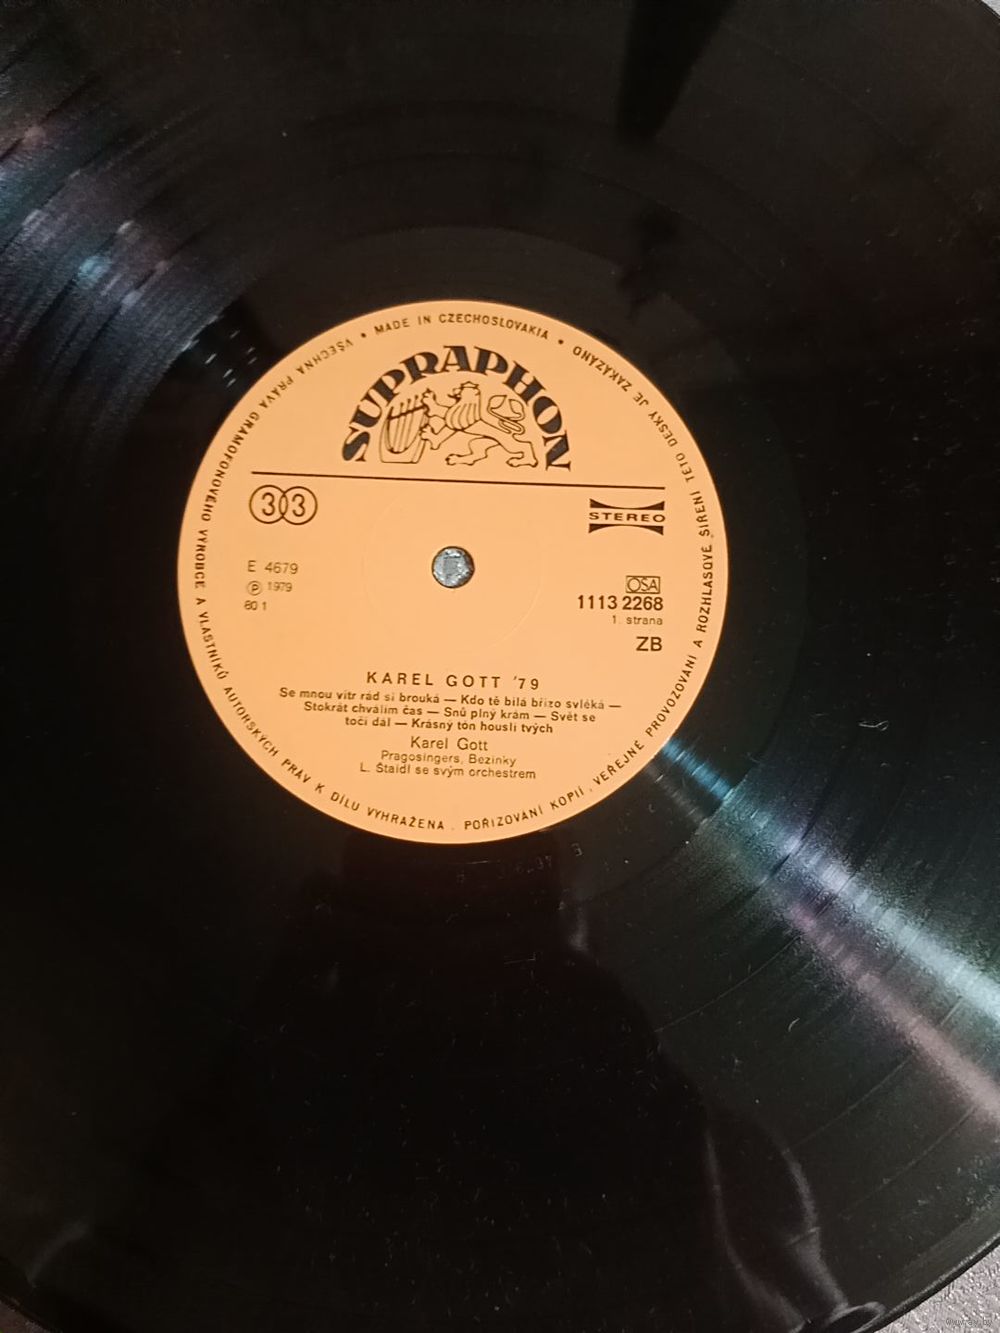 VŠECHNA PRÁVA GRAMOFONOVÉHO VÝROBCE A VLASTNÍKŮ AUTORSKÝCH PRÁV K DÍLU VYHRAŽENA . POŘIZOVÁNÍ KOPIÍ , VEŘEJNÉ PROVOZOVÁNÍ A ROZHLASOVÉ ŠÍŘENÍ TÉTO DESKY JE ZAKÁZÁNO
• MADE IN CZECHOSLOVAKIA •
SUPRAPHON
33
STEREO
E 4679
Ⓟ 1979
80 1
OSA
1113 2268
1. strana
ZB
KAREL GOTT '79
Se mnou vítr rád si brouká — Kdo tě bílá břízo svléká —
Stokrát chválím čas — Snů plný krám — Svět se
točí dál — Krásný tón houslí tvých
Karel Gott
Pragosingers, Bezinky
L. Štaidl se svým orchestrem